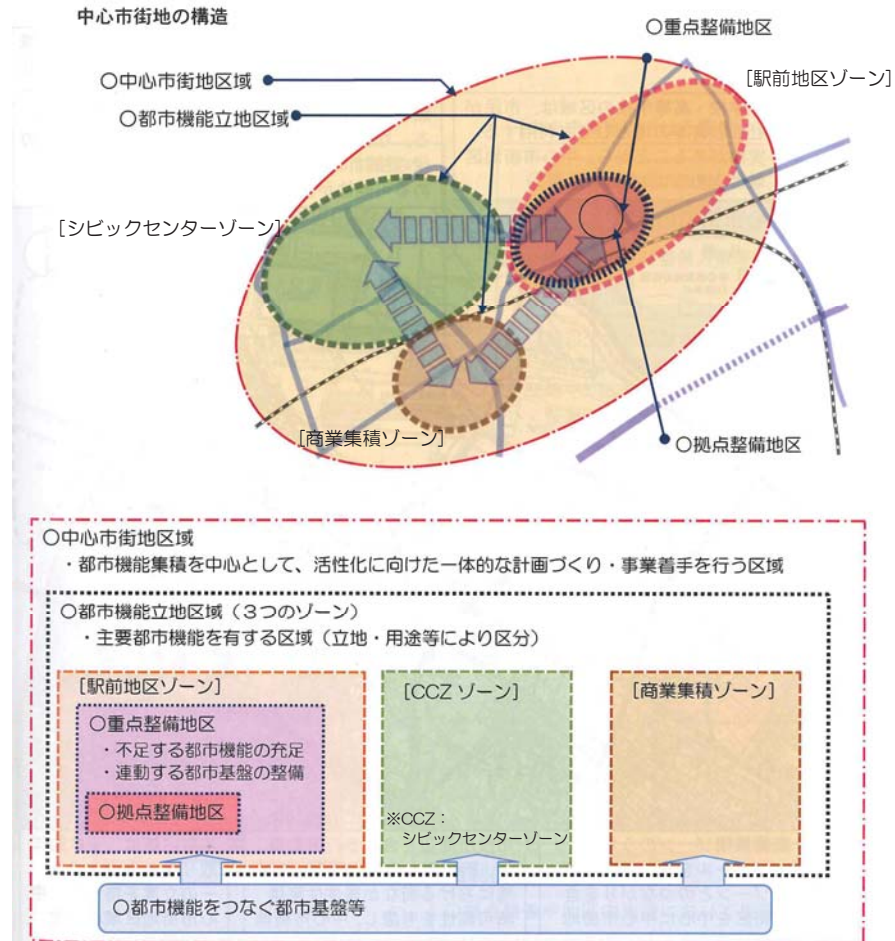 中心市街地の構造
○重点整備地区
○中心市街地区域
[駅前地区ゾーン]
○都市機能立地区域
[シビックセンターゾーン]
[商業集積ゾーン]
○拠点整備地区
○中心市街地区域
・都市機能集積を中心として、活性化に向けた一体的な計画づくり・事業着手を行う区域
○都市機能立地区域（３つのゾーン）
・主要都市機能を有する区域（立地・用途等により区分）
[駅前地区ゾーン]
[CCZ ゾーン]
[商業集積ゾーン]
○重点整備地区
・不足する都市機能の充足
・連動する都市基盤の整備
○拠点整備地区
※CCZ：
シビックセンターゾーン
○都市機能をつなぐ都市基盤等